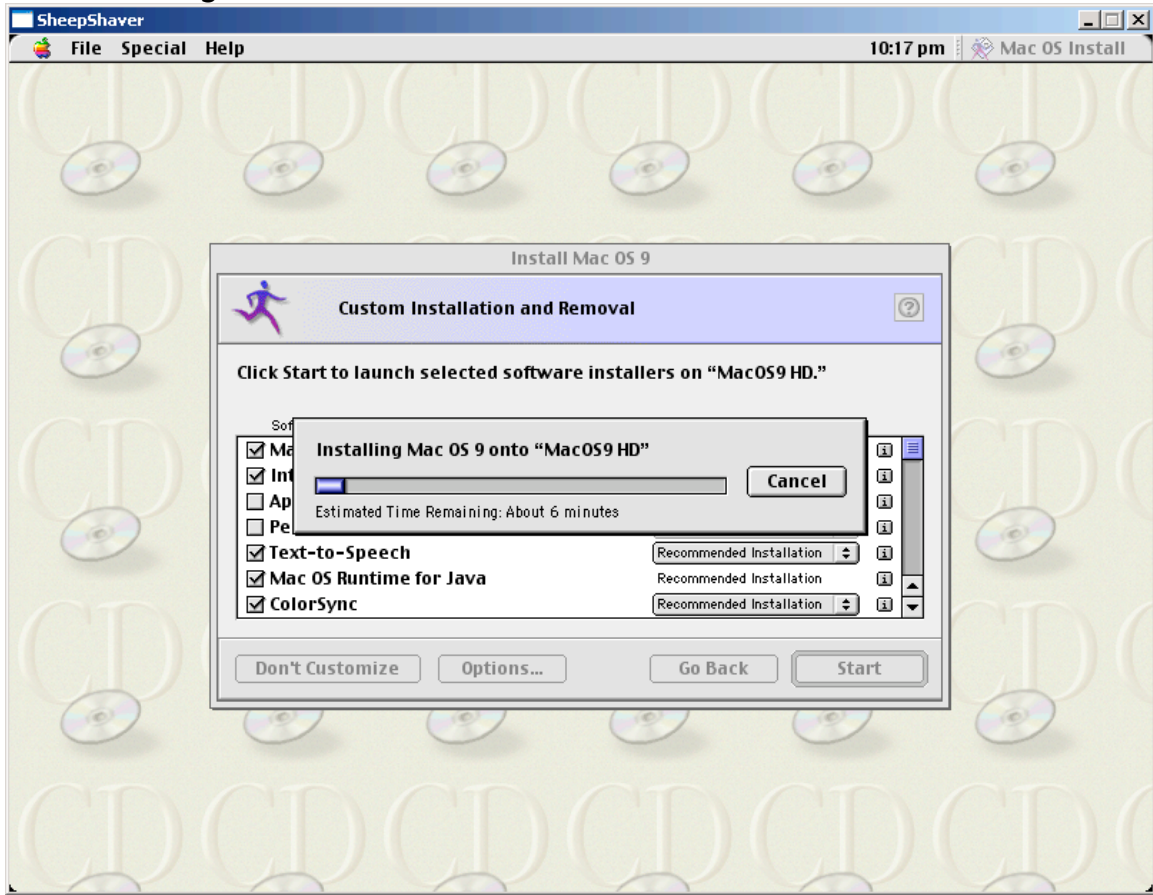 SheepShaver
File Special Help 10:17 pm Mac OS Install
Install Mac OS 9
Custom Installation and Removal
Click Start to launch selected software installers on “MacOS9 HD.”
Installing Mac OS 9 onto “MacOS9 HD”
Cancel
Estimated Time Remaining: About 6 minutes
Text-to-Speech Recommended Installation
Mac OS Runtime for Java Recommended Installation
ColorSync Recommended Installation
Don't Customize Options... Go Back Start